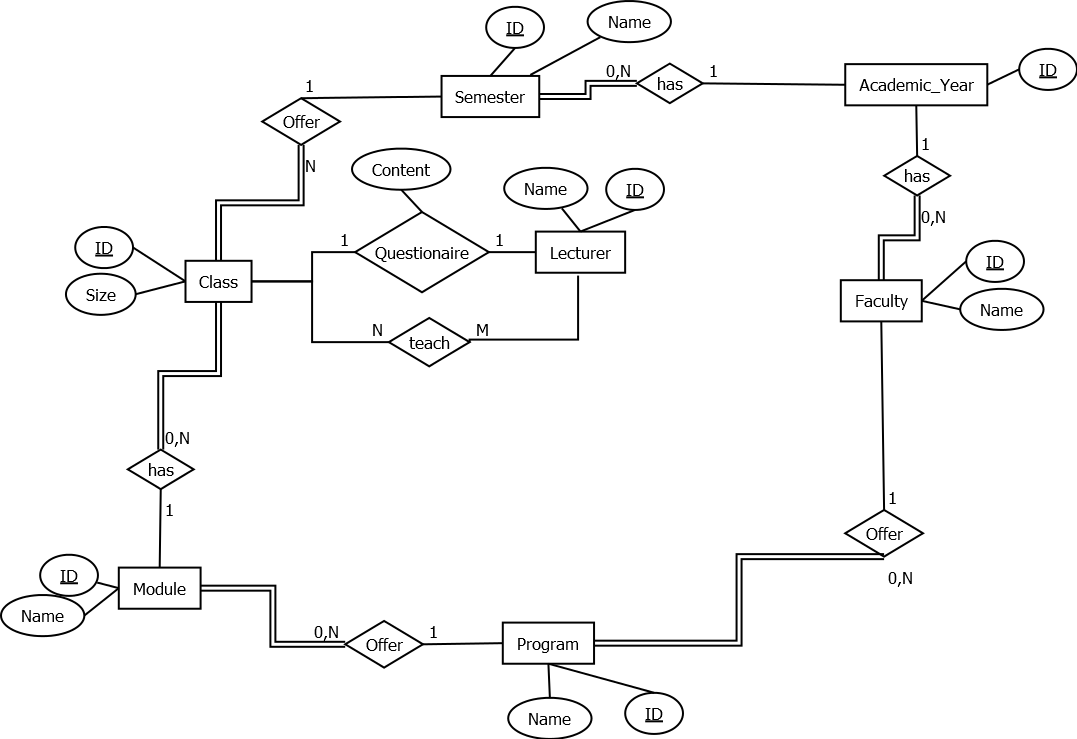 ID
Name
0,N
1
has
ID
Academic_Year
1
Semester
Offer
N
1
has
0,N
Content
Name
ID
ID
Size
Class
1
Questionaire
1
Lecturer
ID
Name
Faculty
N
teach
M
0,N
has
1
1
Offer
0,N
ID
Name
Module
0,N
Offer
1
Program
Name
ID